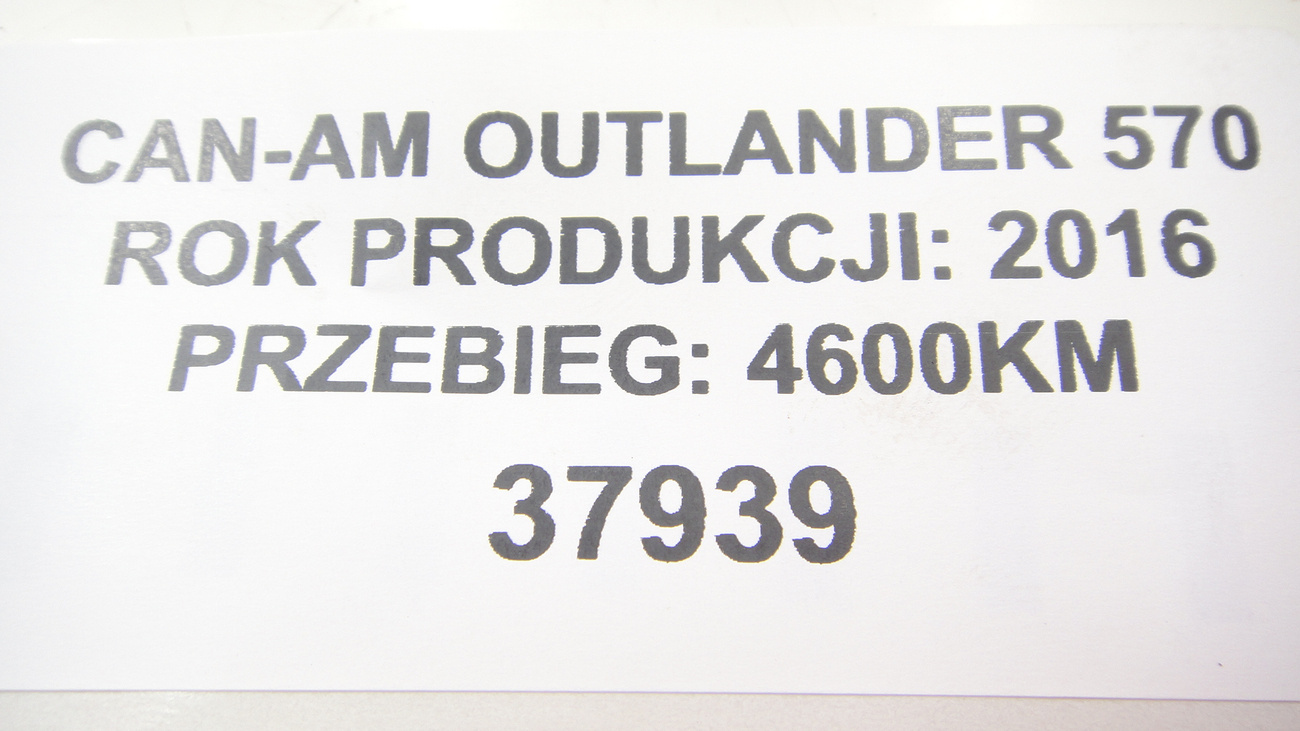 CAN-AM OUTLANDER 570
ROK PRODUKCJI: 2016
PRZEBIEG: 4600KM
37939